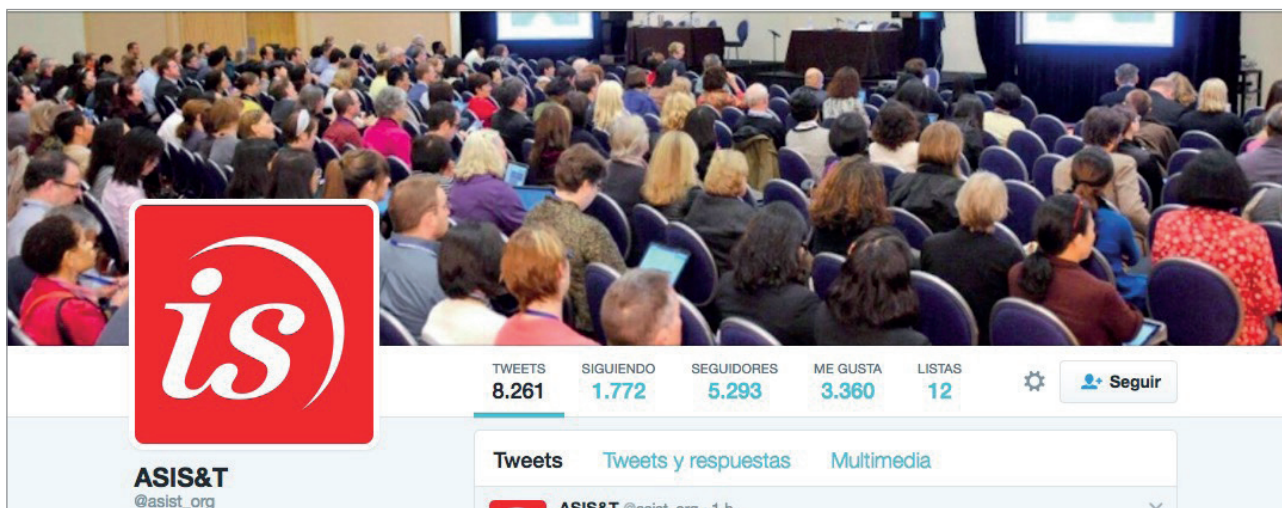 is
TWEETS SIGUIENDO SEGUIDORES ME GUSTA LISTAS
8.261 1.772 5.293 3.360 12
Seguir
Tweets Tweets y respuestas Multimedia
ASIS&T
@asist_org
ASIS&T @asist_org · 1 h